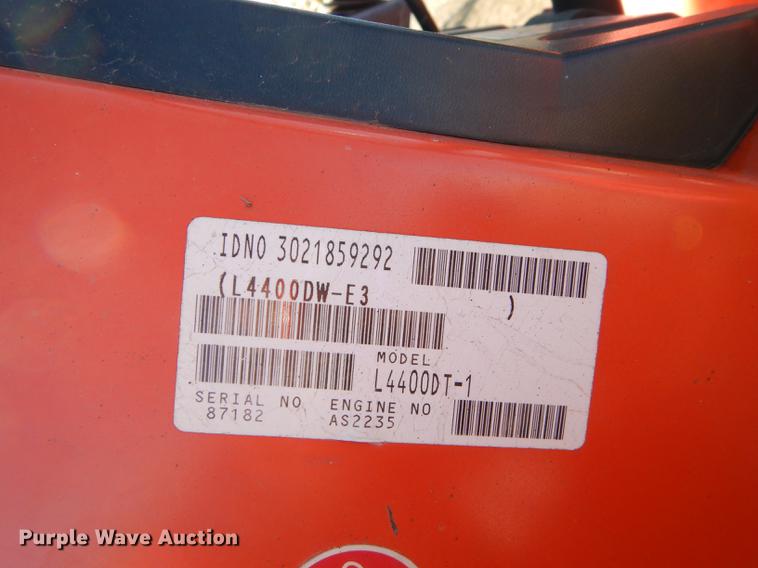 IDNO 3021859292
(L4400DW-E3 )
MODEL
L4400DT-1
SERIAL NO ENGINE NO
87182 AS2235
Purple Wave Auction